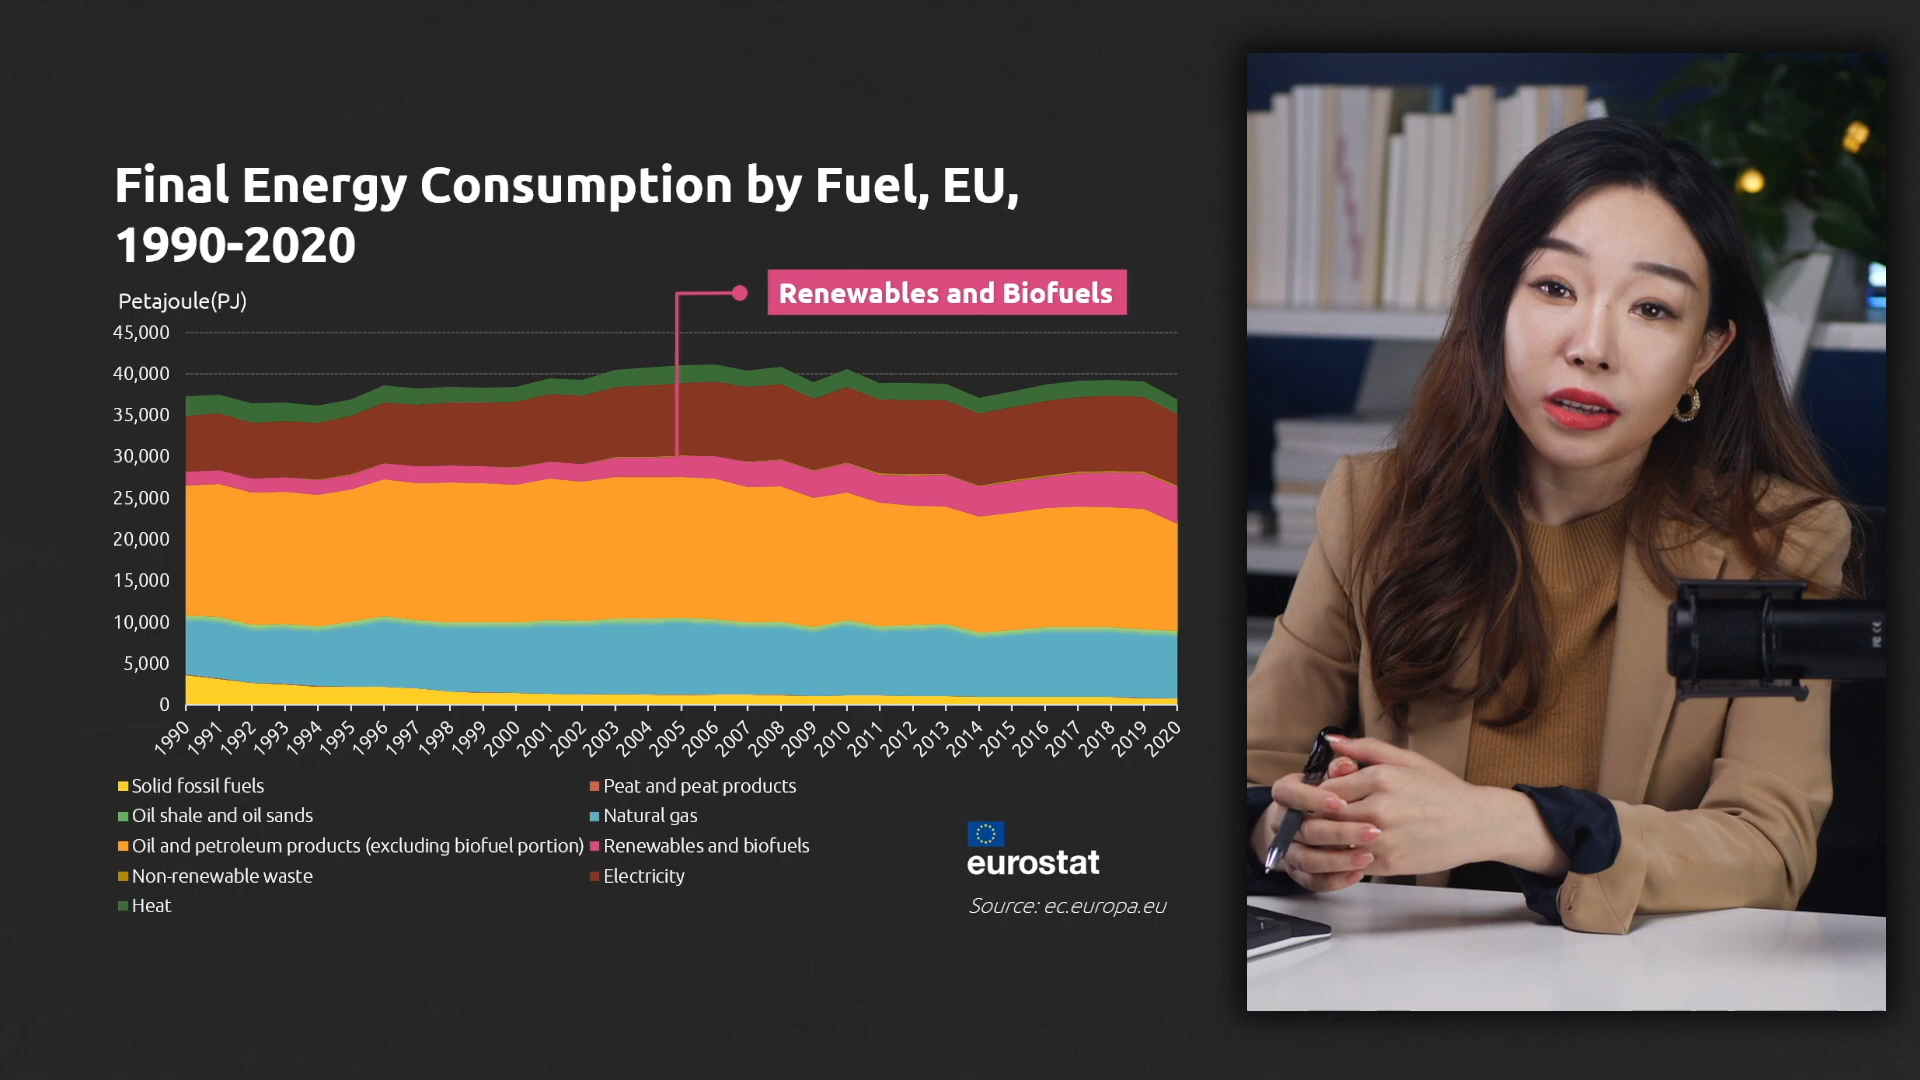 Final Energy Consumption by Fuel, EU,
1990-2020
Renewables and Biofuels
Petajoule(PJ)
45,000
40,000
35,000
30,000
25,000
20,000
15,000
10,000
5,000
0
1990 1991 1992 1993 1994 1995 1996 1997 1998 1999 2000 2001 2002 2003 2004 2005 2006 2007 2008 2009 2010 2011 2012 2013 2014 2015 2016 2017 2018 2019 2020
Solid fossil fuels Peat and peat products
Oil shale and oil sands Natural gas
Oil and petroleum products (excluding biofuel portion) Renewables and biofuels
Non-renewable waste Electricity
Heat
eurostat
Source: ec.europa.eu